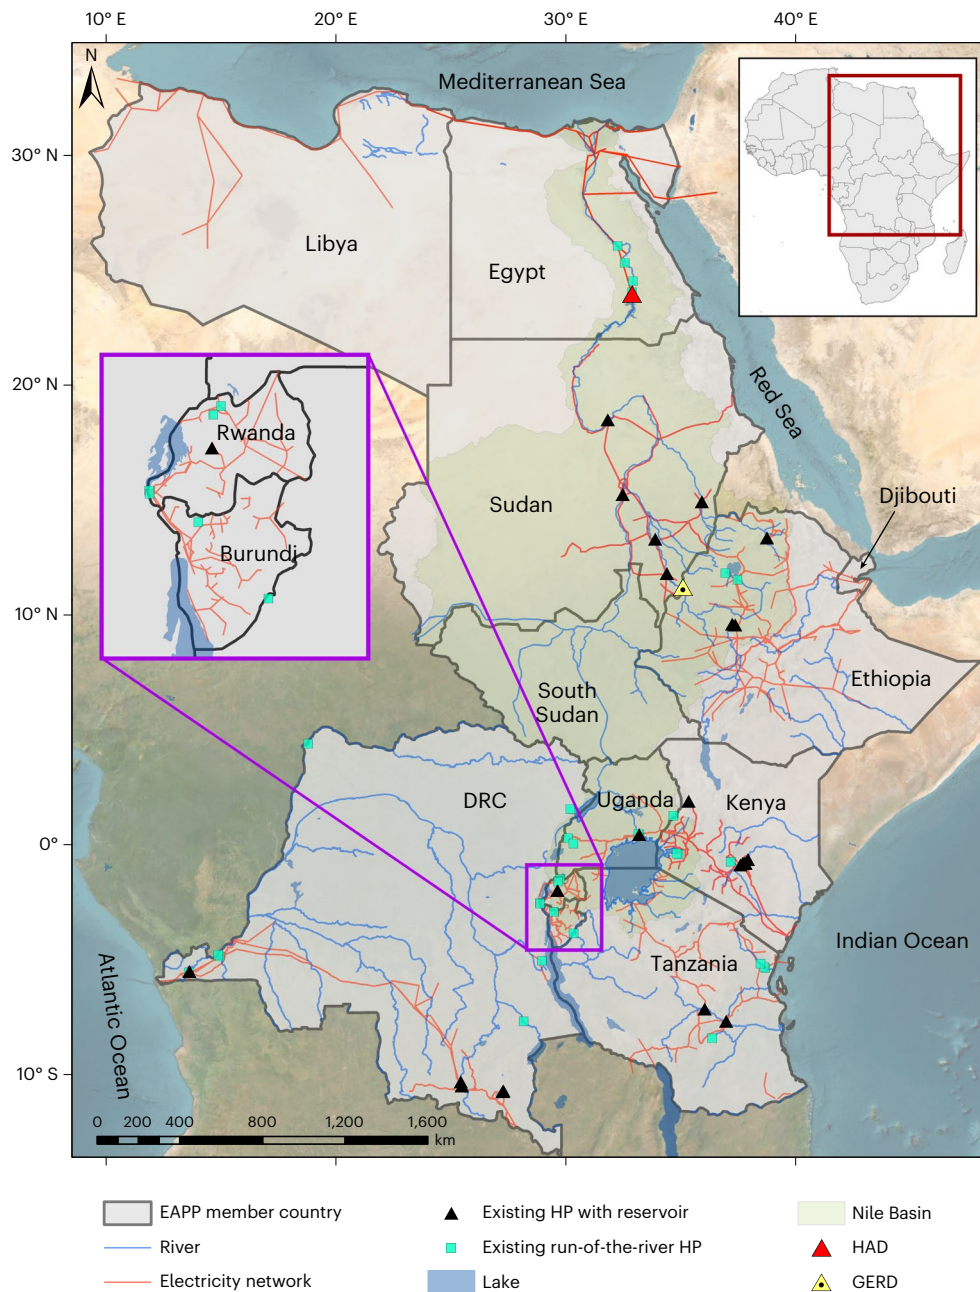 10° E
20° E
30° E
40° E
N
Mediterranean Sea
30° N
Libya
Egypt
20° N
Red Sea
Rwanda
Sudan
Djibouti
Burundi
10° N
Ethiopia
South
Sudan
DRC
Uganda
Kenya
0°
Indian Ocean
Tanzania
Atlantic Ocean
10° S
0 200 400 800 1,200 1,600
km
EAPP member country
Existing HP with reservoir
Nile Basin
River
Existing run-of-the-river HP
HAD
Electricity network
Lake
GERD